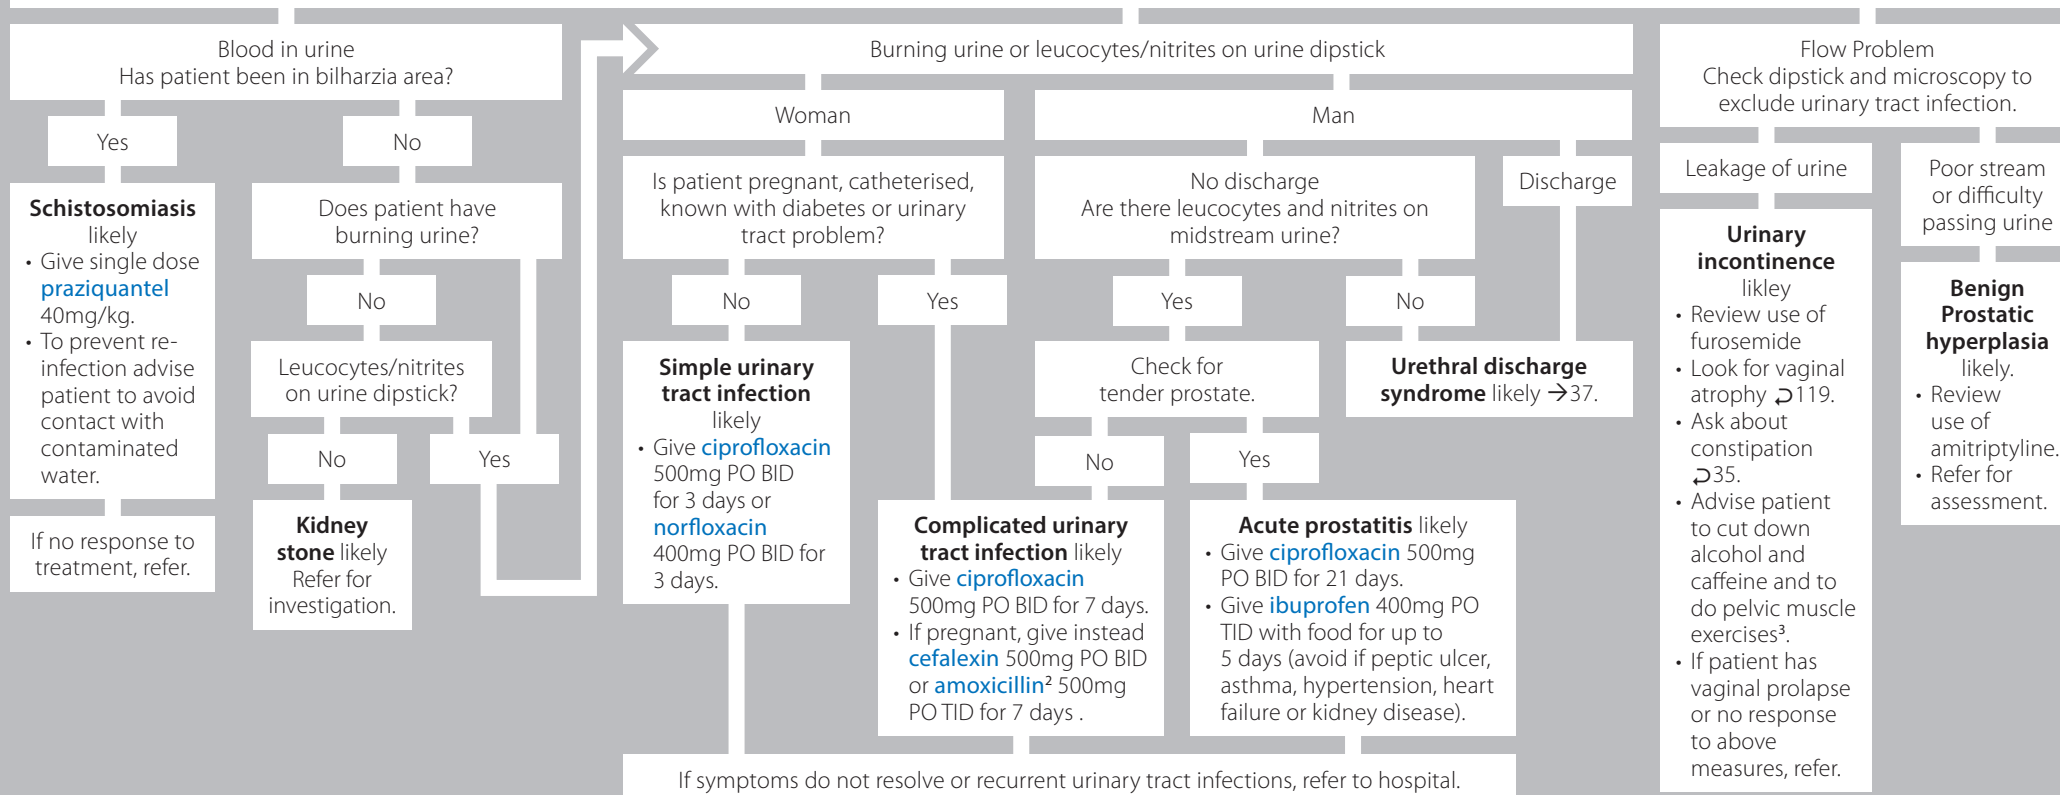 Blood in urine
Has patient been in bilharzia area?
Yes
No
Schistosomiasis
likely
• Give single dose
praziquantel
40mg/kg.
• To prevent re-
infection advise
patient to avoid
contact with
contaminated
water.
If no response to
treatment, refer.
Does patient have
burning urine?
No
Leucocytes/nitrites
on urine dipstick?
No
Yes
Kidney
stone likely
Refer for
investigation.
Burning urine or leucocytes/nitrites on urine dipstick
Woman
Is patient pregnant, catheterised,
known with diabetes or urinary
tract problem?
No
Yes
Simple urinary
tract infection
likely
• Give ciprofloxacin
500mg PO BID
for 3 days or
norfloxacin
400mg PO BID for
3 days.
Complicated urinary
tract infection likely
• Give ciprofloxacin
500mg PO BID for 7 days.
• If pregnant, give instead
cefalexin 500mg PO BID
or amoxicillin² 500mg
PO TID for 7 days .
Man
No discharge
Are there leucocytes and nitrites on
midstream urine?
Discharge
Yes
No
Check for
tender prostate.
Urethral discharge
syndrome likely →37.
No
Yes
Acute prostatitis likely
• Give ciprofloxacin 500mg
PO BID for 21 days.
• Give ibuprofen 400mg PO
TID with food for up to
5 days (avoid if peptic ulcer,
asthma, hypertension, heart
failure or kidney disease).
If symptoms do not resolve or recurrent urinary tract infections, refer to hospital.
Flow Problem
Check dipstick and microscopy to
exclude urinary tract infection.
Leakage of urine
Urinary
incontinence
likley
• Review use of
furosemide
• Look for vaginal
atrophy ⮌119.
• Ask about
constipation
⮌35.
• Advise patient
to cut down
alcohol and
caffeine and to
do pelvic muscle
exercises³.
• If patient has
vaginal prolapse
or no response
to above
measures, refer.
Poor stream
or difficulty
passing urine
Benign
Prostatic
hyperplasia
likely.
• Review
use of
amitriptyline.
• Refer for
assessment.